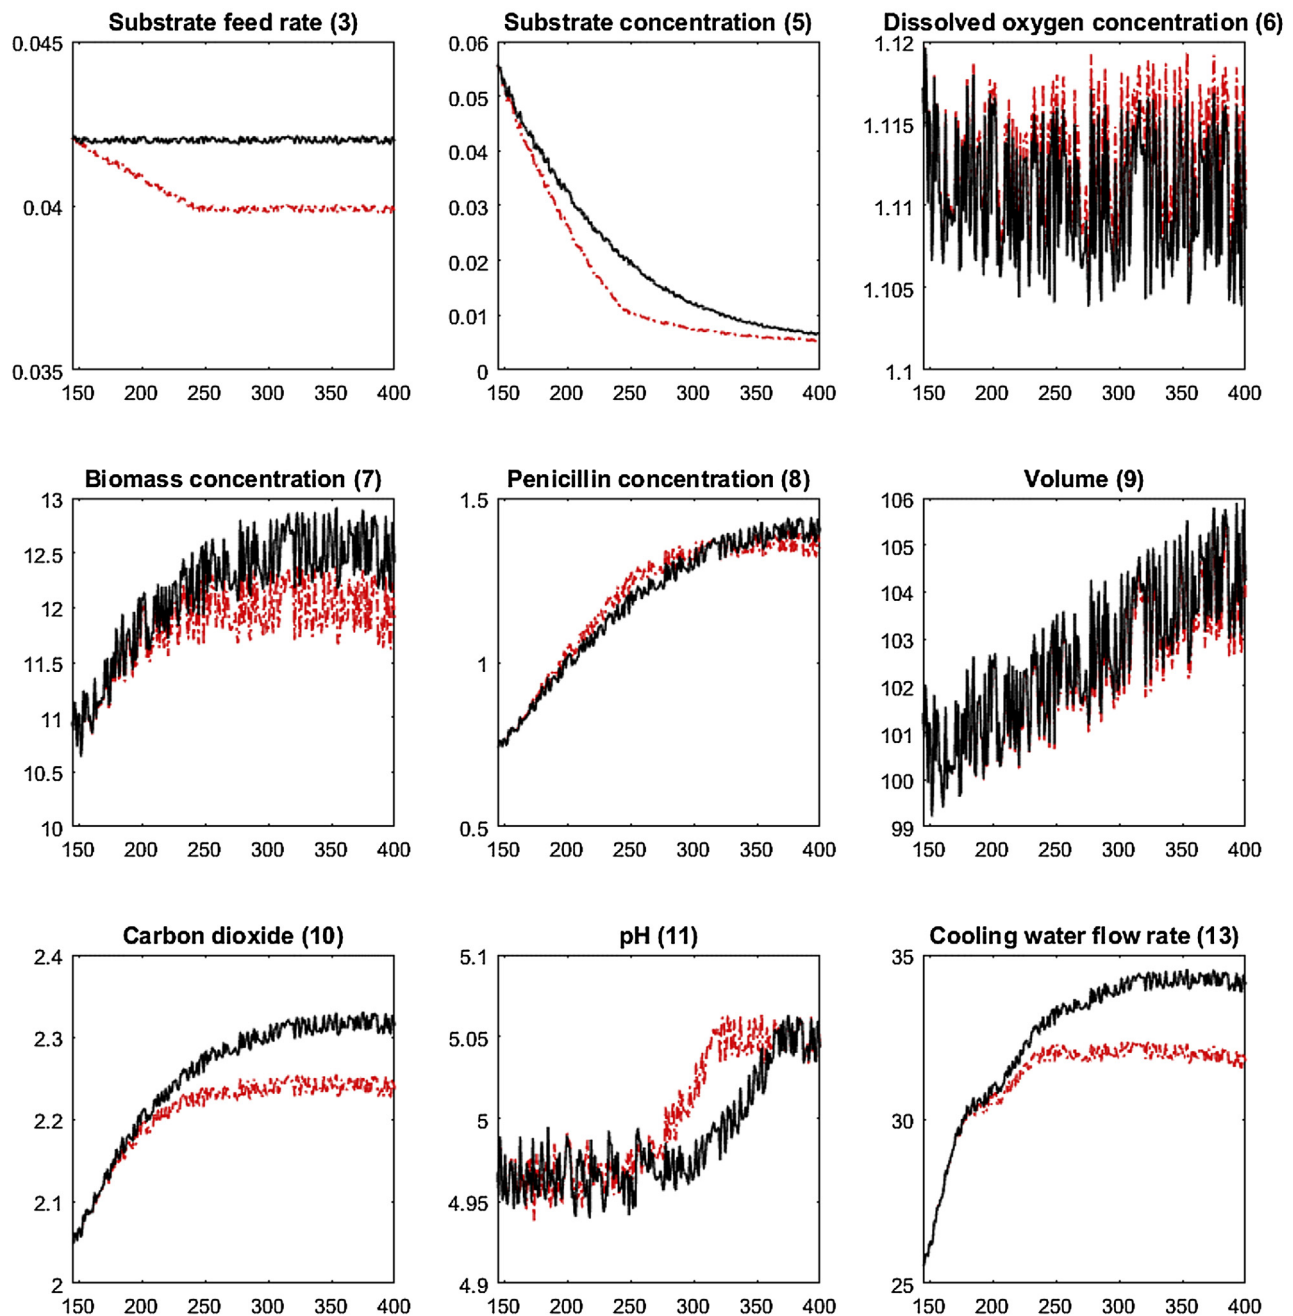 Substrate feed rate (3)
0.045
0.04
0.035
150 200 250 300 350 400
Substrate concentration (5)
0.06
0.05
0.04
0.03
0.02
0.01
0
150 200 250 300 350 400
Dissolved oxygen concentration (6)
1.12
1.115
1.11
1.105
1.1
150 200 250 300 350 400
Biomass concentration (7)
13
12.5
12
11.5
11
10.5
10
150 200 250 300 350 400
Penicillin concentration (8)
1.5
1
0.5
150 200 250 300 350 400
Volume (9)
106
105
104
103
102
101
100
99
150 200 250 300 350 400
Carbon dioxide (10)
2.4
2.3
2.2
2.1
2
150 200 250 300 350 400
pH (11)
5.1
5.05
5
4.95
4.9
150 200 250 300 350 400
Cooling water flow rate (13)
35
30
25
150 200 250 300 350 400